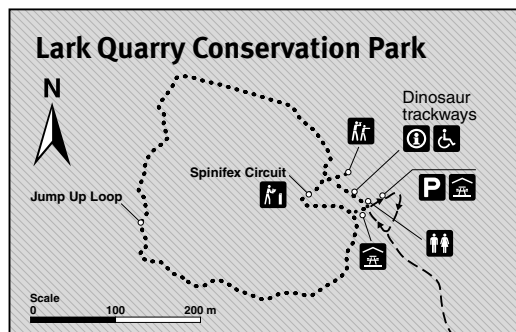 Lark Quarry Conservation Park
N
Dinosaur
trackways
i
Spinifex Circuit
P
Jump Up Loop
Scale
0 100 200 m